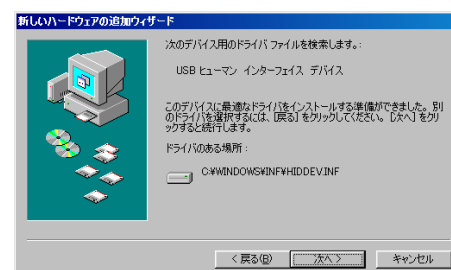 新しいハードウェアの追加ウィザード
次のデバイス用のドライバ ファイルを検索します。:
USB ヒューマン インターフェイス デバイス
このデバイスに最適なドライバをインストールする準備ができました。別
のドライバを選択するには、[戻る] をクリックしてください。[次へ] をクリ
ックすると続行します。
ドライバのある場所 :
C:¥WINDOWS¥INF¥HIDDEV.INF
< 戻る(B)
次へ >
キャンセル